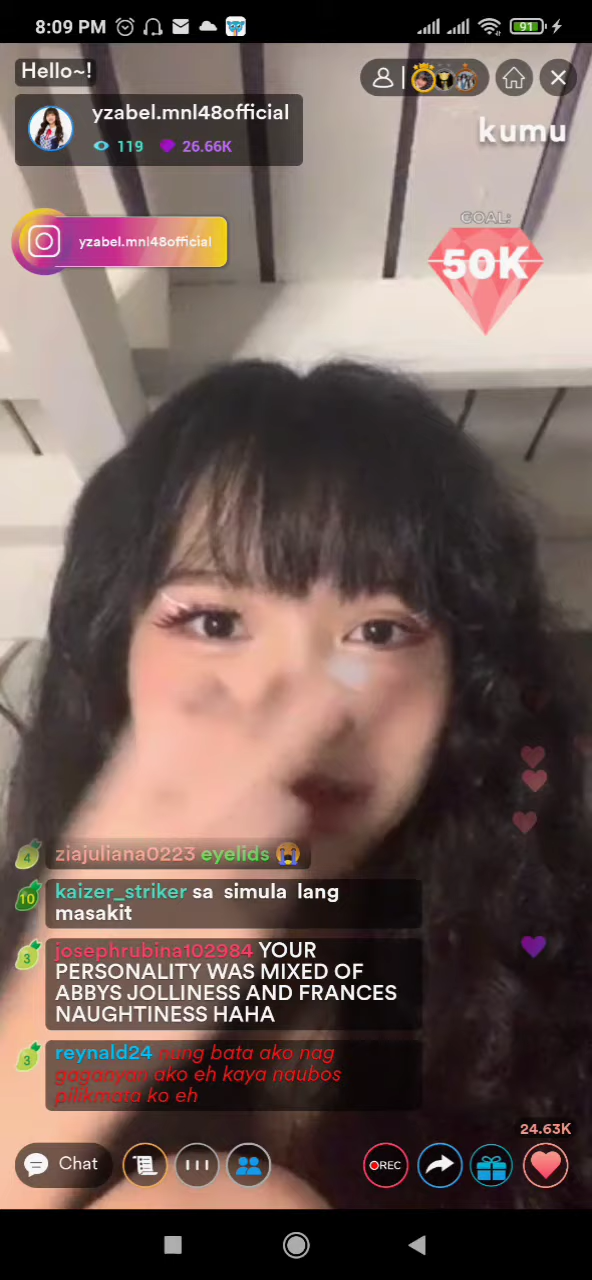 8:09 PM
91
Hello~!
yzabel.mnl48official
119 26.66K
kumu
yzabel.mnl48official
GOAL:
50K
4 ziajuliana0223 eyelids 😭
10 kaizer_striker sa simula lang
masakit
3 josephrubina102984 YOUR
PERSONALITY WAS MIXED OF
ABBYS JOLLINESS AND FRANCES
NAUGHTINESS HAHA
3 reynald24 nung bata ako nag
gaganyan ako eh kaya naubos
pilikmata ko eh
24.63K
Chat
REC